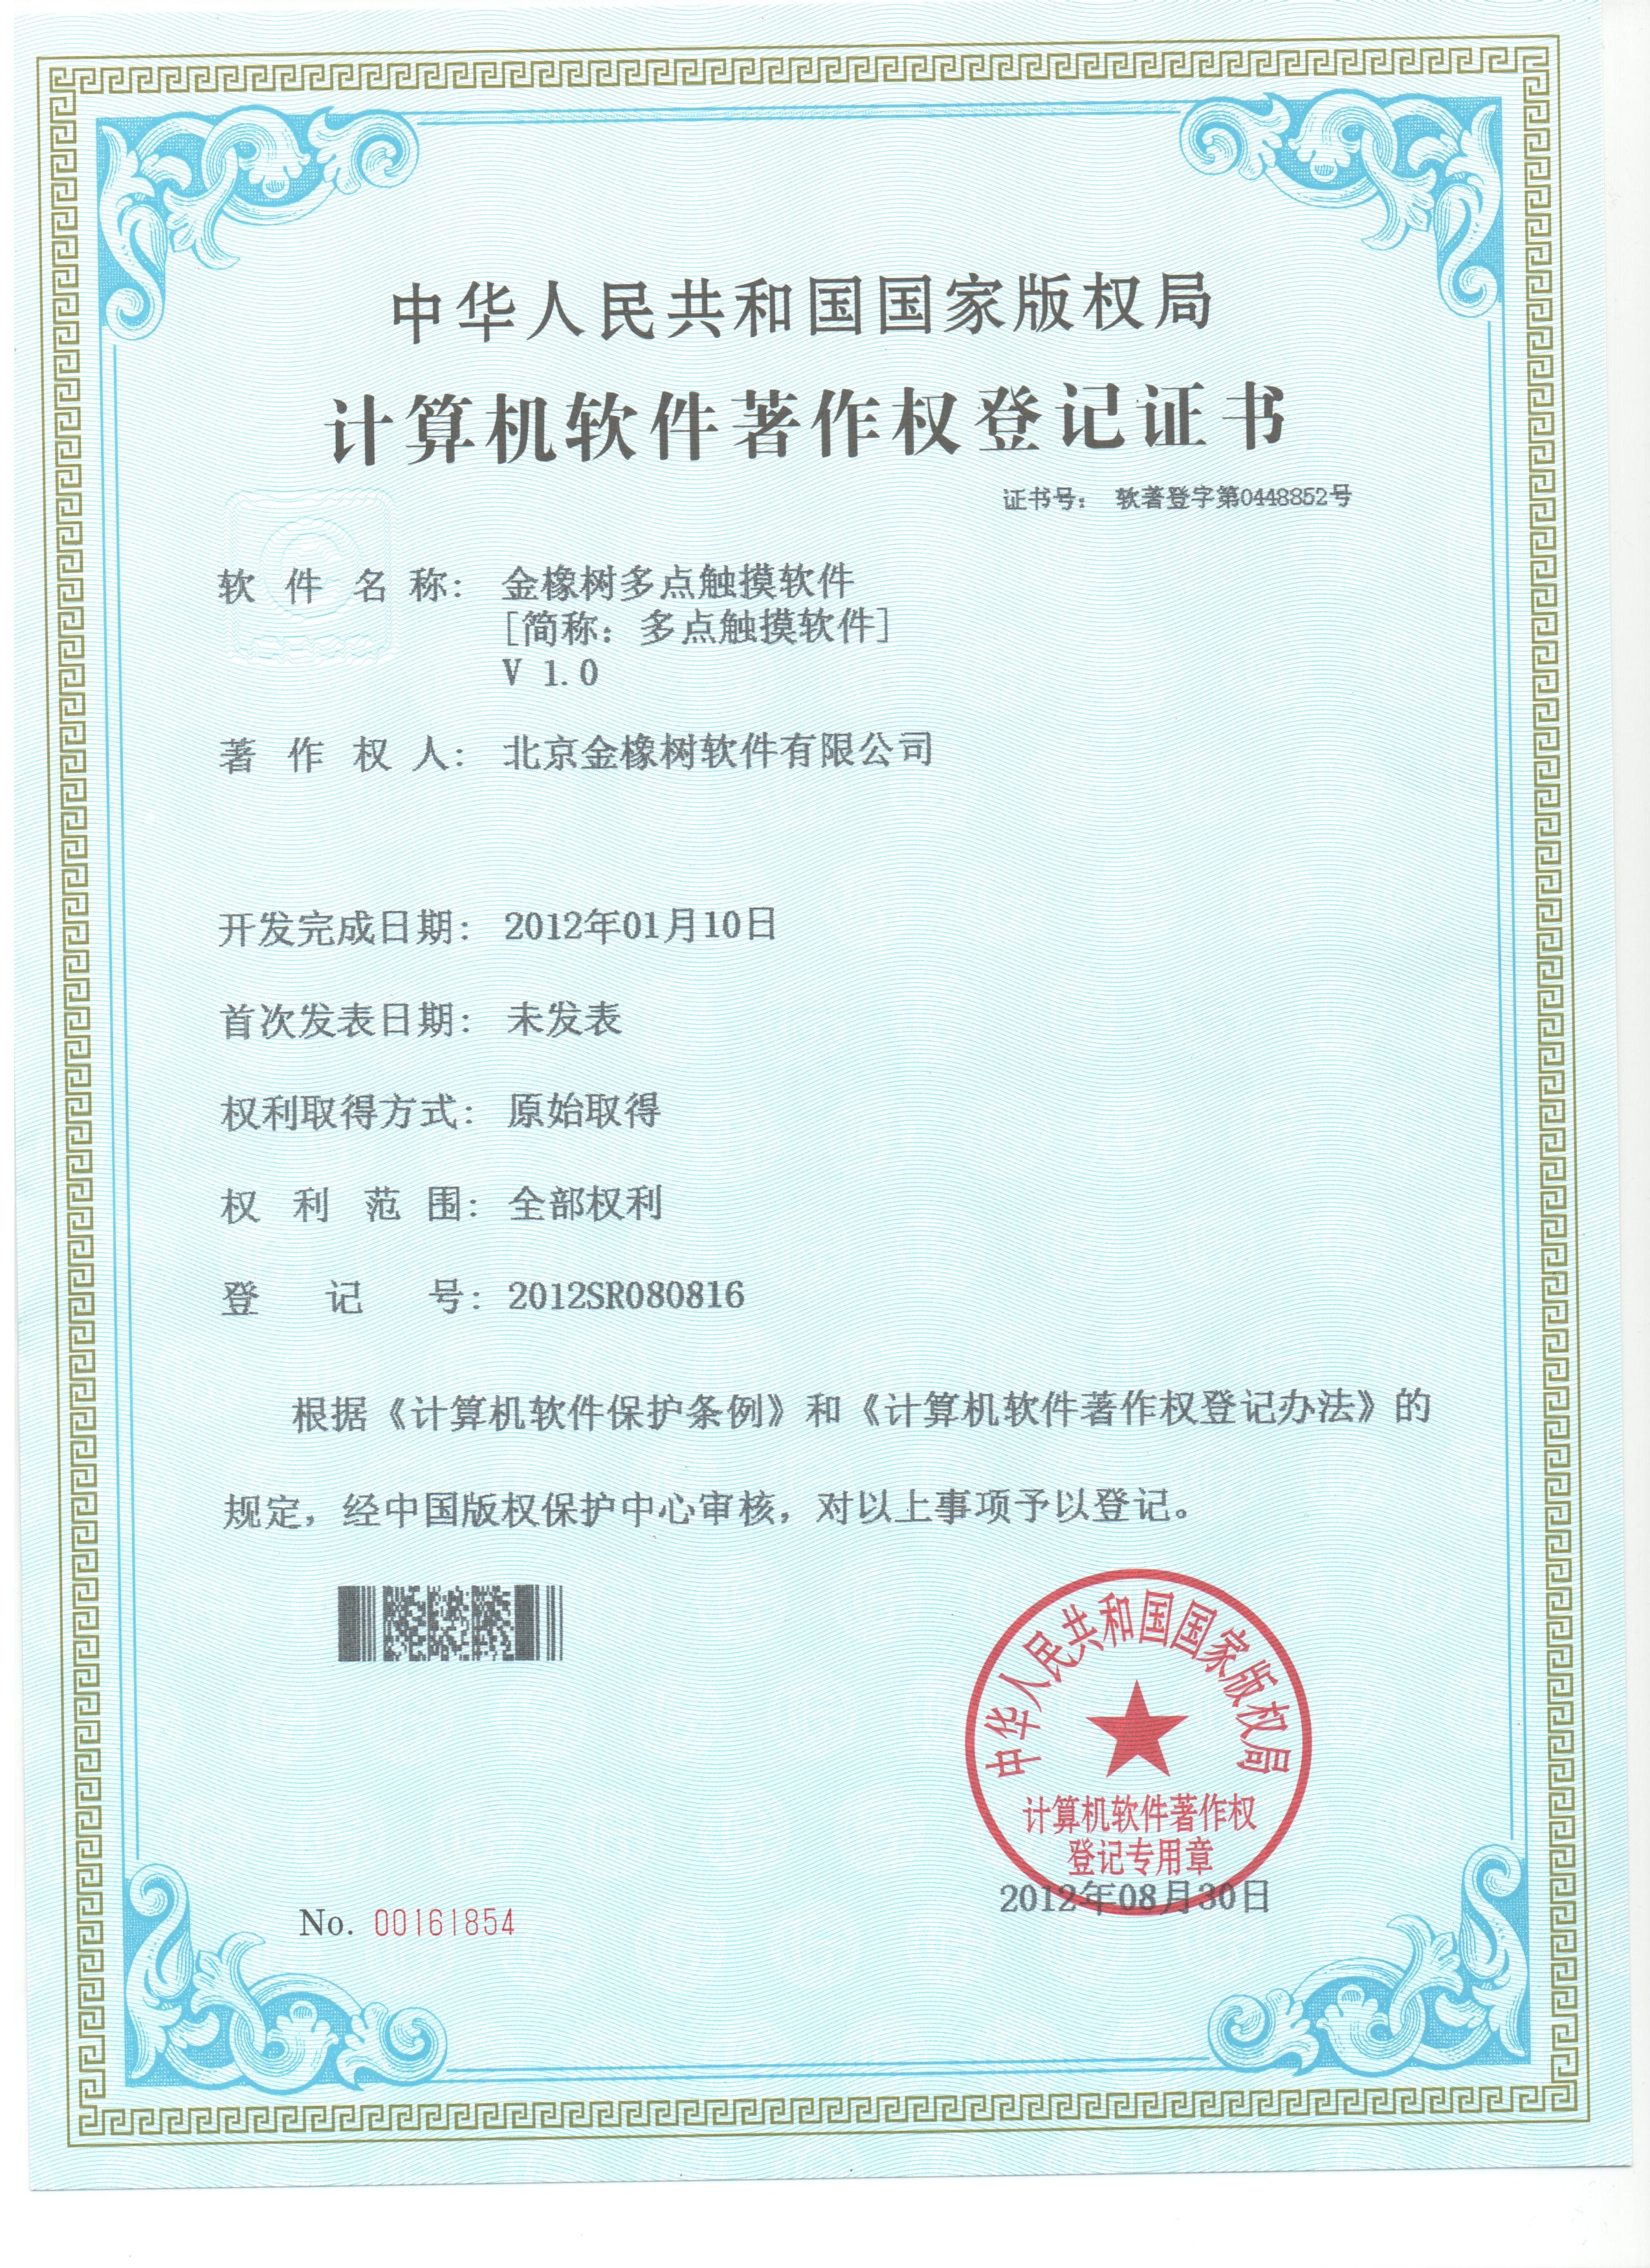 中华人民共和国国家版权局
计算机软件著作权登记证书
证书号： 软著登字第0448852号
软件名称： 金橡树多点触摸软件
[简称：多点触摸软件]
V 1.0
著作权人： 北京金橡树软件有限公司
开发完成日期： 2012年01月10日
首次发表日期： 未发表
权利取得方式： 原始取得
权利范围： 全部权利
登记号： 2012SR080816
根据《计算机软件保护条例》和《计算机软件著作权登记办法》的
规定，经中国版权保护中心审核，对以上事项予以登记。
中华人民共和国国家版权局
计算机软件著作权
登记专用章
2012年08月30日
No. 00161854